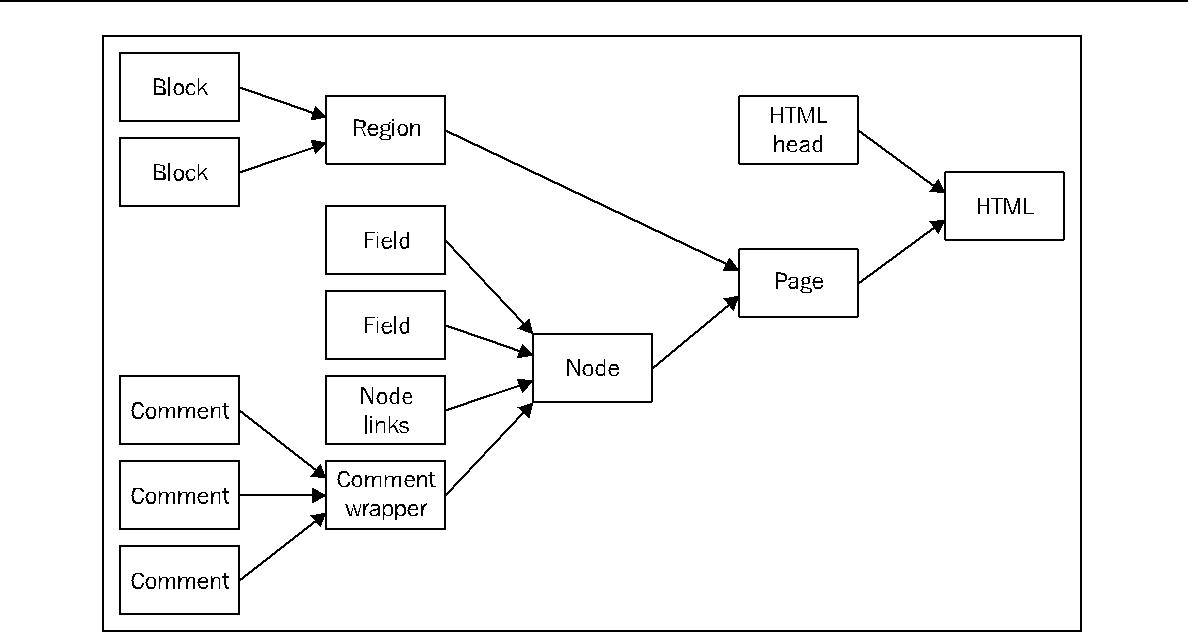 Block
Block
Region
HTML
head
HTML
Field
Field
Page
Node
Node
links
Comment
Comment
Comment
Comment
wrapper